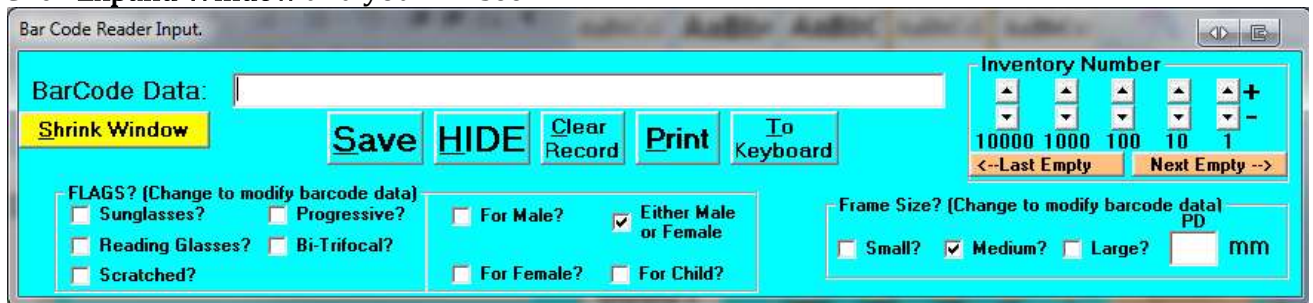 Bar Code Reader Input.
BarCode Data:
Inventory Number
+
-
10000 1000 100 10 1
<--Last Empty Next Empty -->
Shrink Window
Save HIDE Clear Record Print To Keyboard
FLAGS? (Change to modify barcode data)
Sunglasses? Progressive?
Reading Glasses? Bi-Trifocal?
Scratched?
For Male? Either Male or Female
For Female? For Child?
Frame Size? (Change to modify barcode data)
PD
Small? Medium? Large? mm